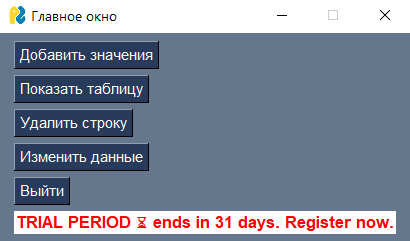 Главное окно
Добавить значения
Показать таблицу
Удалить строку
Изменить данные
Выйти
TRIAL PERIOD ⏳ ends in 31 days. Register now.